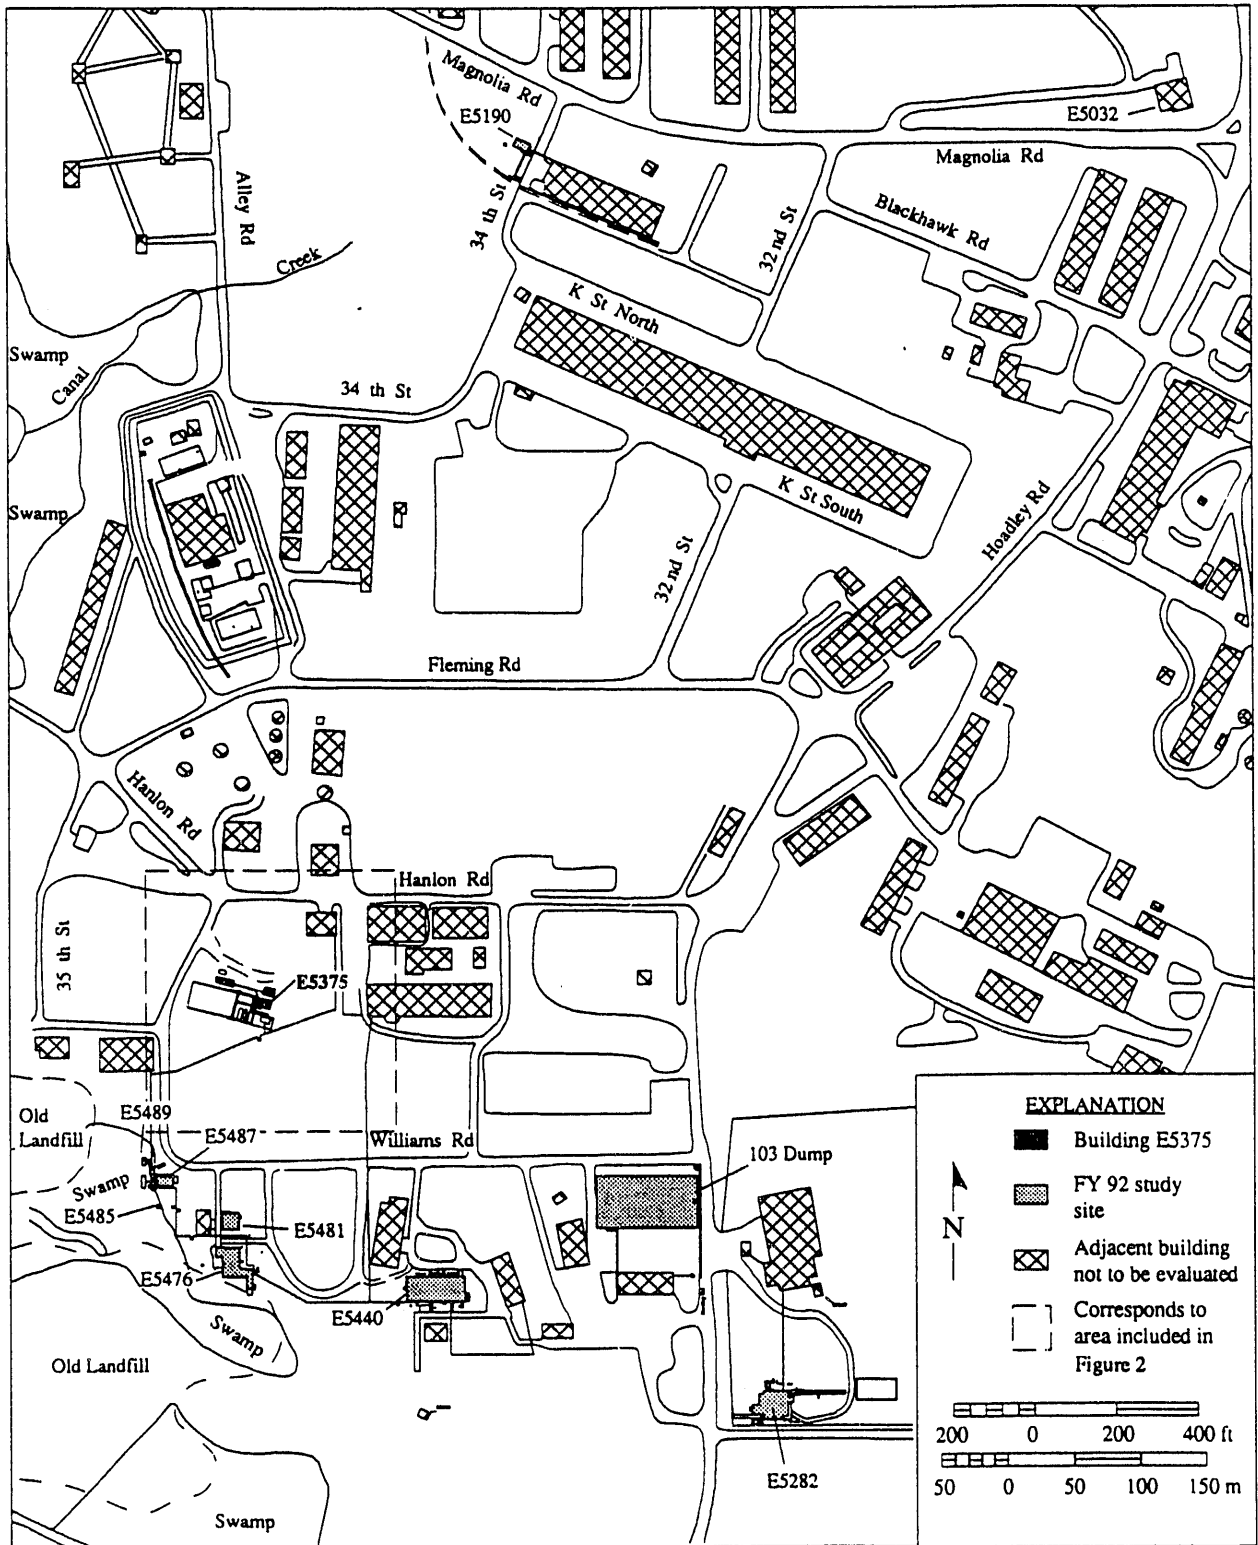 Magnolia Rd
E5190
E5032
Magnolia Rd
Alley Rd
34 th St
32 nd St
Blackhawk Rd
Creek
K St North
Swamp
Canal
34 th St
Swamp
K St South
Hoadley Rd
32 nd St
Fleming Rd
Hanlon Rd
Hanlon Rd
35 th St
E5375
Old
Landfill
E5489
E5487
Williams Rd
103 Dump
Swamp
E5485
E5481
E5476
E5440
Swamp
Old Landfill
E5282
Swamp
EXPLANATION
Building E5375
FY 92 study
site
Adjacent building
not to be evaluated
Corresponds to
area included in
Figure 2
N
200 0 200 400 ft
50 0 50 100 150 m